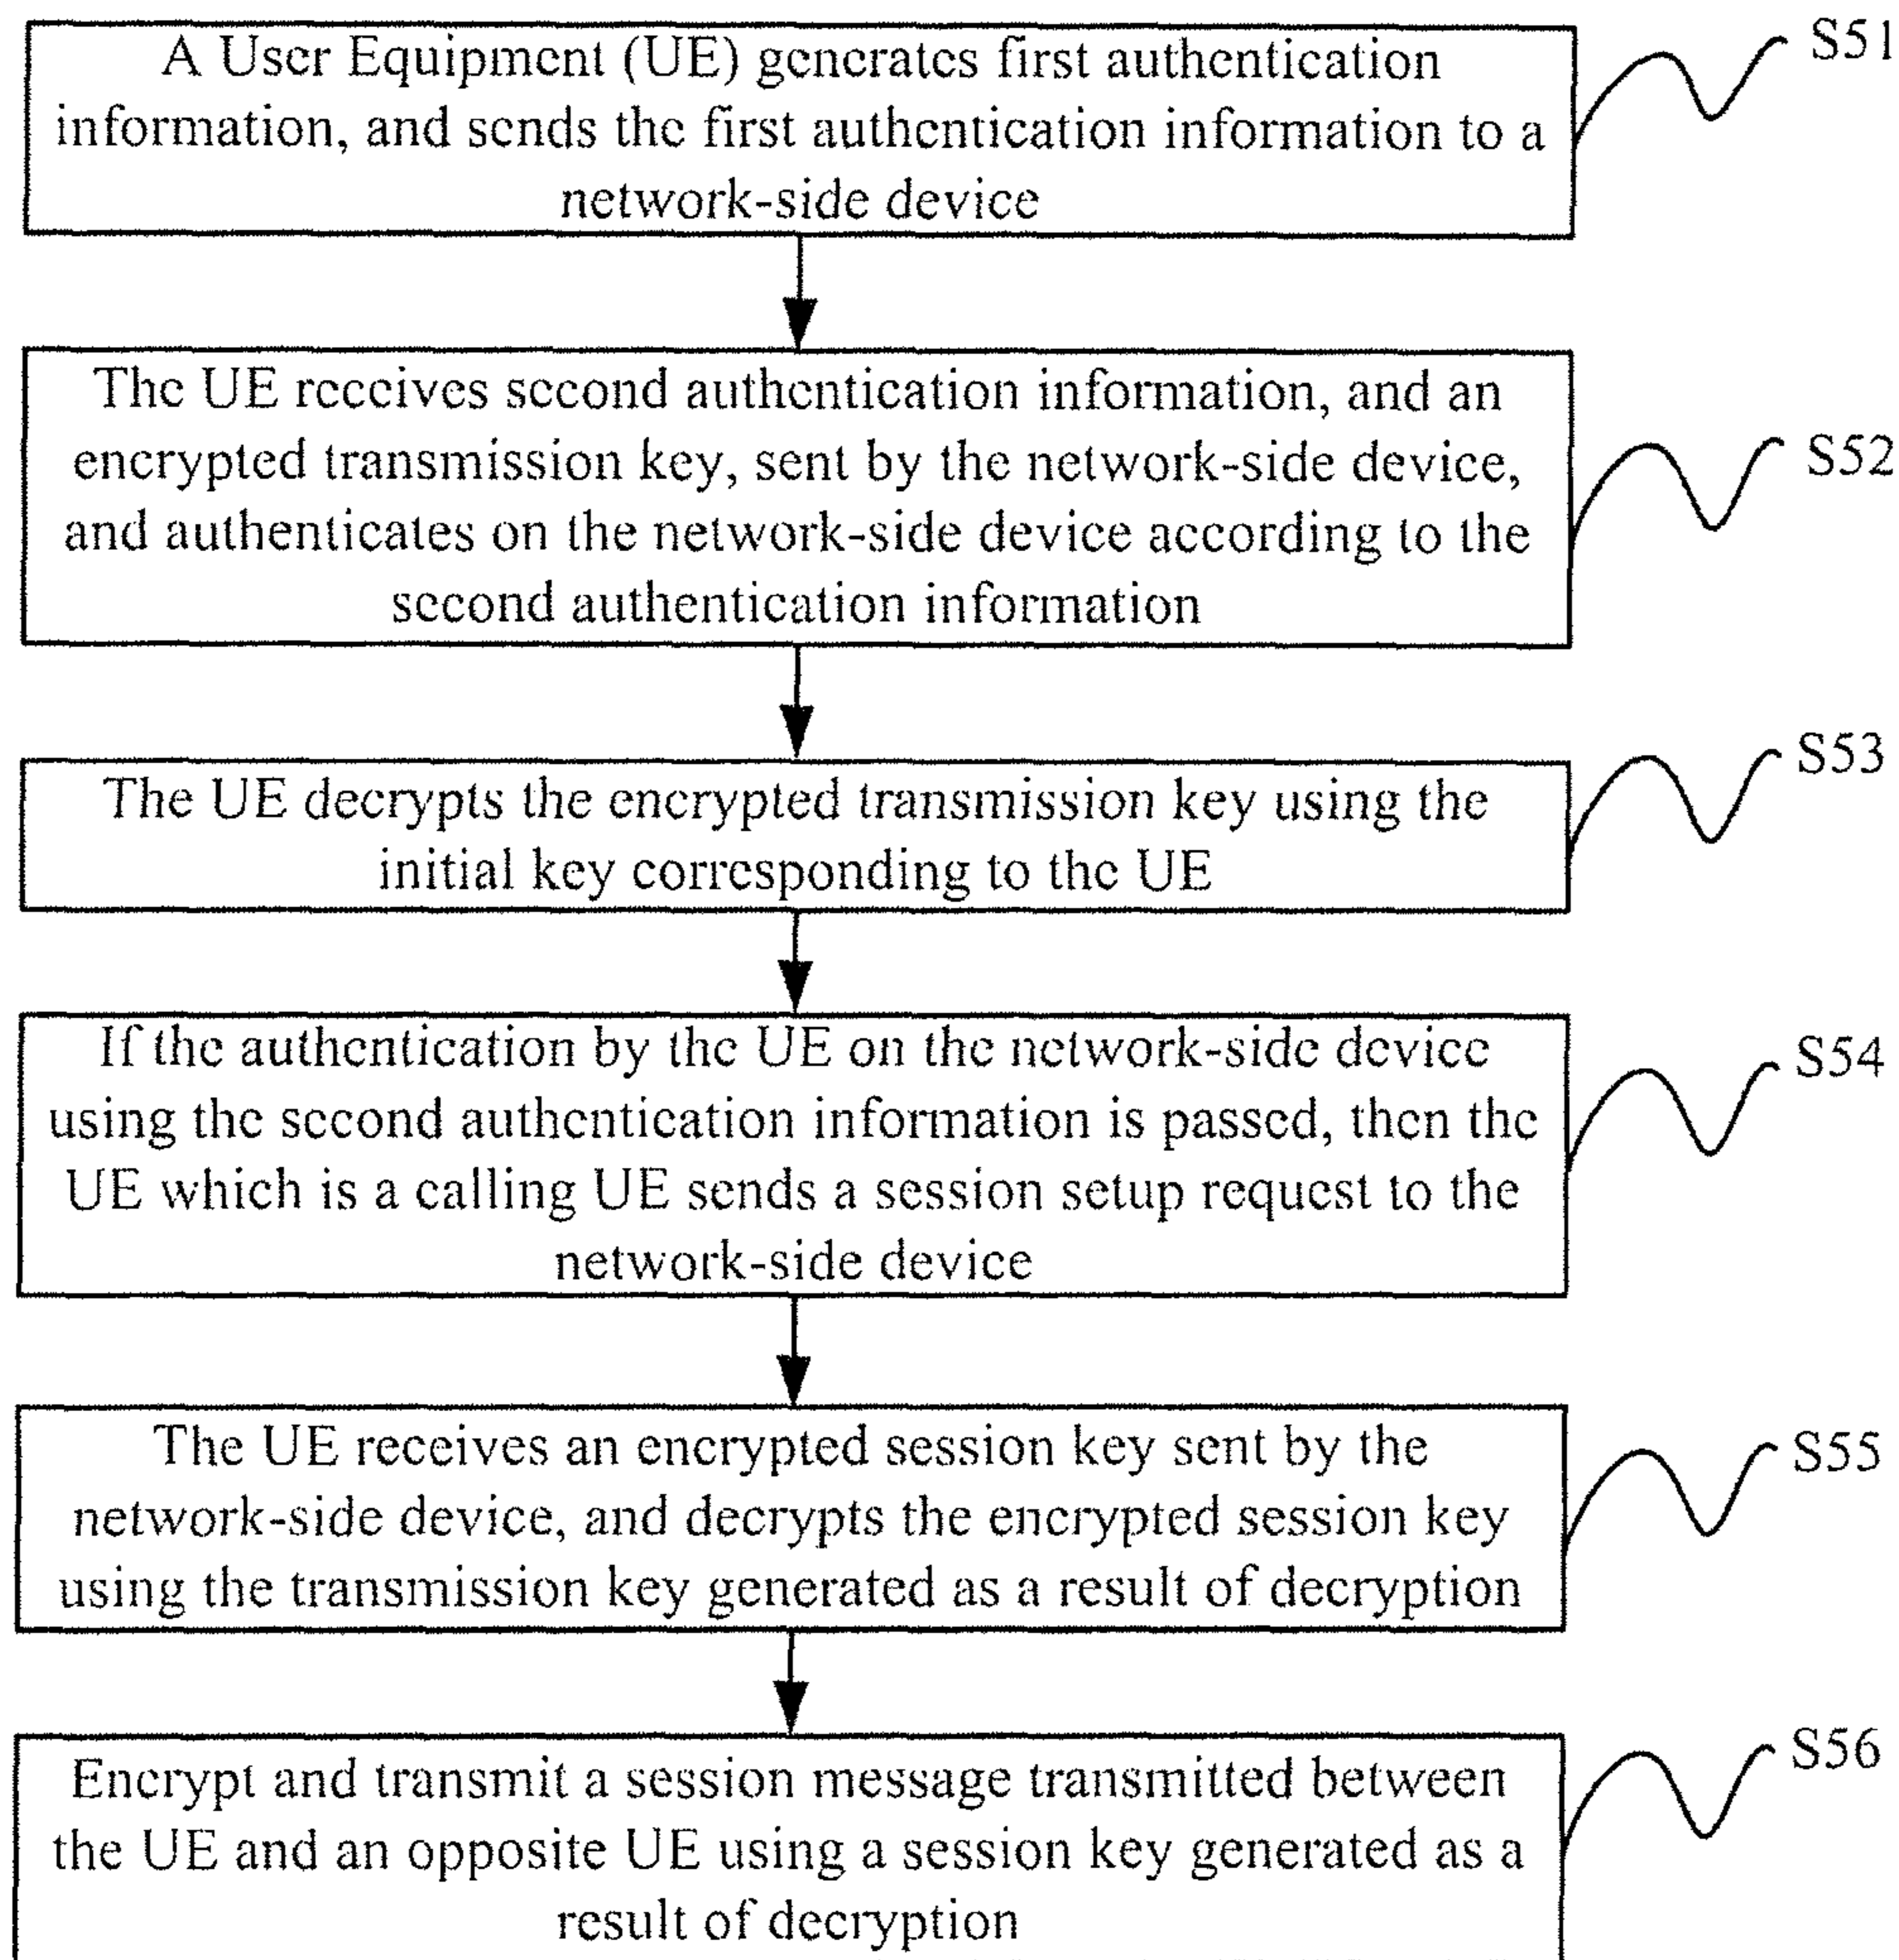 A User Equipment (UE) generates first authentication
information, and sends the first authentication information to a
network-side device
S51
The UE receives second authentication information, and an
encrypted transmission key, sent by the network-side device,
and authenticates on the network-side device according to the
second authentication information
S52
The UE decrypts the encrypted transmission key using the
initial key corresponding to the UE
S53
If the authentication by the UE on the network-side device
using the second authentication information is passed, then the
UE which is a calling UE sends a session setup request to the
network-side device
S54
The UE receives an encrypted session key sent by the
network-side device, and decrypts the encrypted session key
using the transmission key generated as a result of decryption
S55
Encrypt and transmit a session message transmitted between
the UE and an opposite UE using a session key generated as a
result of decryption
S56